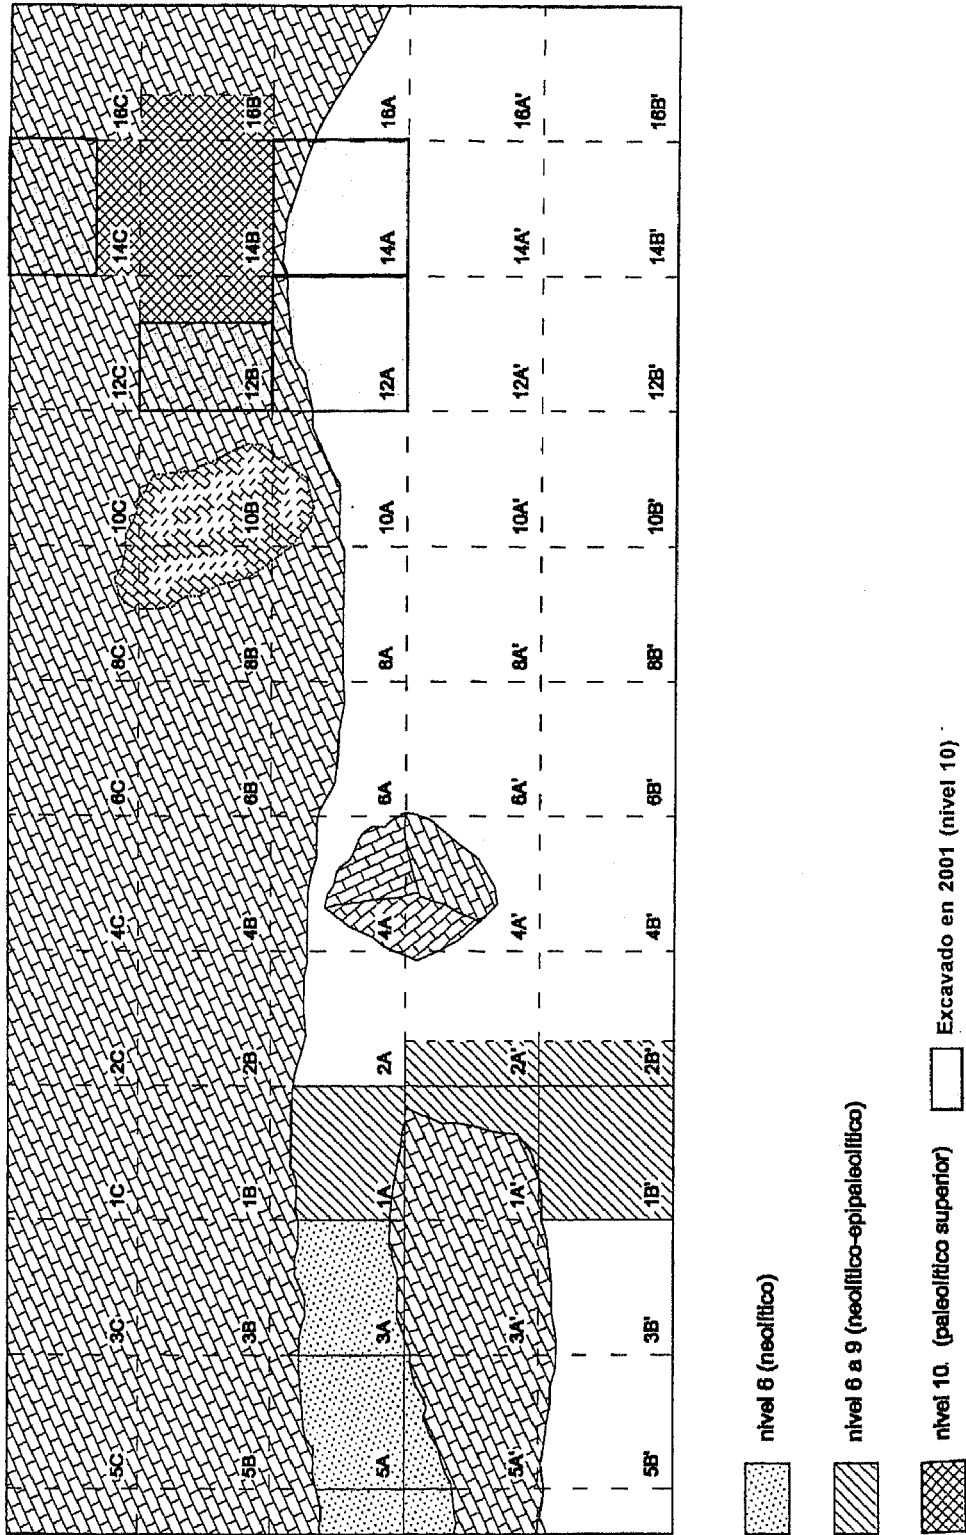 5C 3C 1C 2C 4C 6C 8C 10C 12C 14C 16C
5B 3B 1B 2B 4B 6B 8B 10B 12B 14B 16B
5A 3A 1A 2A 4A 6A 8A 10A 12A 14A 16A
5A' 3A' 1A' 2A' 4A' 6A' 8A' 10A' 12A' 14A' 16A'
5B' 3B' 1B' 2B' 4B' 6B' 8B' 10B' 12B' 14B' 16B'
nivel 6 (neolítico)
nivel 6 a 9 (neolítico-epipaleolítico)
nivel 10. (paleolítico superior) Excavado en 2001 (nivel 10)